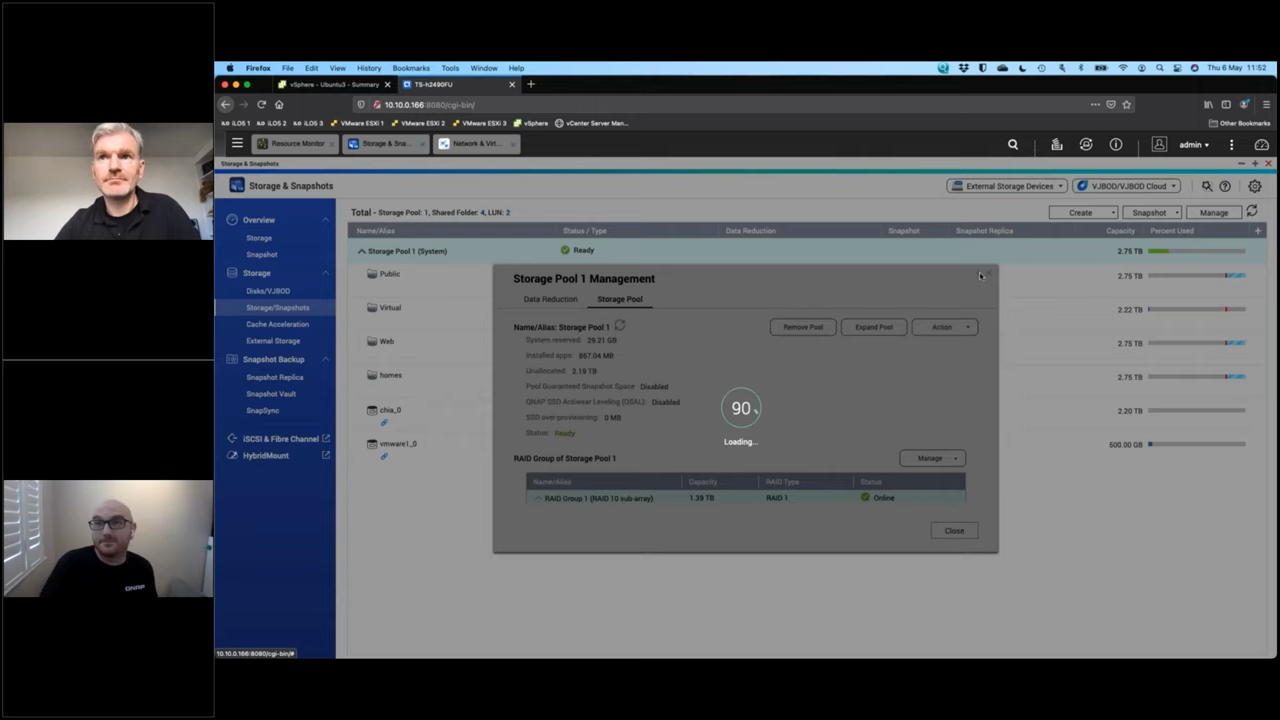 Firefox File Edit View History Bookmarks Tools Window Help Thu 6 May 11:52
vSphere - Ubuntu3 - Summary TS-h2490FU
10.10.0.166:8080/cgi-bin/
iLO5 1 iLO5 2 iLO5 3 VMware ESXi 1 VMware ESXi 2 VMware ESXi 3 vSphere vCenter Server Man... Other Bookmarks
Resource Monitor Storage & Sna... Network & Virt... admin
Storage & Snapshots
Storage & Snapshots External Storage Devices VJBOD/VJBOD Cloud
Overview
Storage
Snapshot
Storage
Disks/VJBOD
Storage/Snapshots
Cache Acceleration
External Storage
Snapshot Backup
Snapshot Replica
Snapshot Vault
SnapSync
iSCSI & Fibre Channel
HybridMount
10.10.0.166:8080/cgi-bin/#
Total - Storage Pool: 1, Shared Folder: 4, LUN: 2 Create Snapshot Manage
Name/Alias Status / Type Data Reduction Snapshot Snapshot Replica Capacity Percent Used
Storage Pool 1 (System) Ready 2.75 TB
Public 2.75 TB
Virtual 2.22 TB
Web 2.75 TB
homes 2.75 TB
chia_0 2.20 TB
vmware1_0 500.00 GB
Storage Pool 1 Management
Data Reduction Storage Pool
Name/Alias: Storage Pool 1 Remove Pool Expand Pool Action
System reserved: 29.21 GB
Installed apps: 867.04 MB
Unallocated: 2.19 TB
Pool Guaranteed Snapshot Space Disabled
QNAP SSD Antiwear Leveling (QSAL): Disabled
SSD over-provisioning: 0 MB
Status: Ready
90 %
Loading...
RAID Group of Storage Pool 1 Manage
Name/Alias Capacity RAID Type Status
RAID Group 1 (RAID 10 sub-array) 1.39 TB RAID 1 Online
Close
QNAP